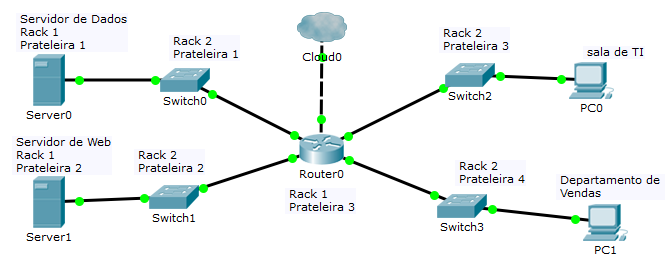 Servidor de Dados
Rack 1
Prateleira 1
Server0
Rack 2
Prateleira 1
Switch0
Cloud0
Rack 2
Prateleira 3
Switch2
sala de TI
PC0
Servidor de Web
Rack 1
Prateleira 2
Server1
Rack 2
Prateleira 2
Switch1
Router0
Rack 1
Prateleira 3
Rack 2
Prateleira 4
Switch3
Departamento de
Vendas
PC1